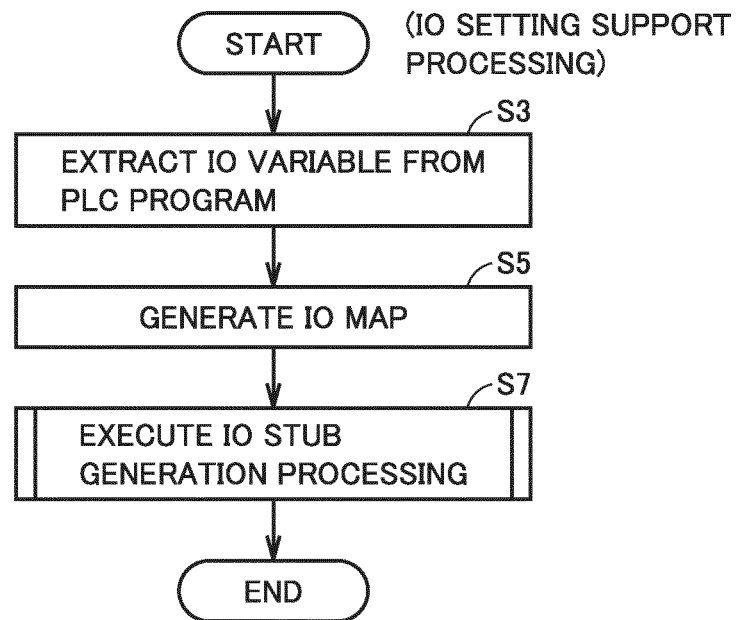 START
(IO SETTING SUPPORT
PROCESSING)
S3
EXTRACT IO VARIABLE FROM
PLC PROGRAM
S5
GENERATE IO MAP
S7
EXECUTE IO STUB
GENERATION PROCESSING
END